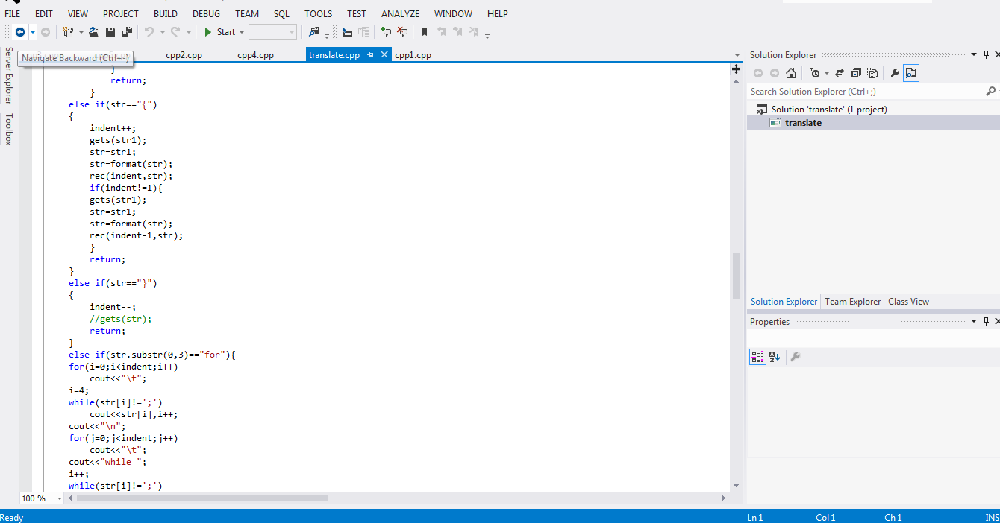 FILE EDIT VIEW PROJECT BUILD DEBUG TEAM SQL TOOLS TEST ANALYZE WINDOW HELP
Start
Server Explorer
Toolbox
Navigate Backward (Ctrl+-)
cpp2.cpp cpp4.cpp translate.cpp cpp1.cpp
}
return;
}
else if(str=="{")
{
indent++;
gets(str1);
str=str1;
str=format(str);
rec(indent,str);
if(indent!=1){
gets(str1);
str=str1;
str=format(str);
rec(indent-1,str);
}
return;
}
else if(str=="}")
{
indent--;
//gets(str);
return;
}
else if(str.substr(0,3)=="for"){
for(i=0;i<indent;i++)
cout<<"\t";
i=4;
while(str[i]!=';')
cout<<str[i],i++;
cout<<"\n";
for(j=0;j<indent;j++)
cout<<"\t";
cout<<"while ";
i++;
while(str[i]!=';')
100 %
Solution Explorer
Search Solution Explorer (Ctrl+;)
Solution 'translate' (1 project)
translate
Solution Explorer Team Explorer Class View
Properties
Ready Ln 1 Col 1 Ch 1 INS